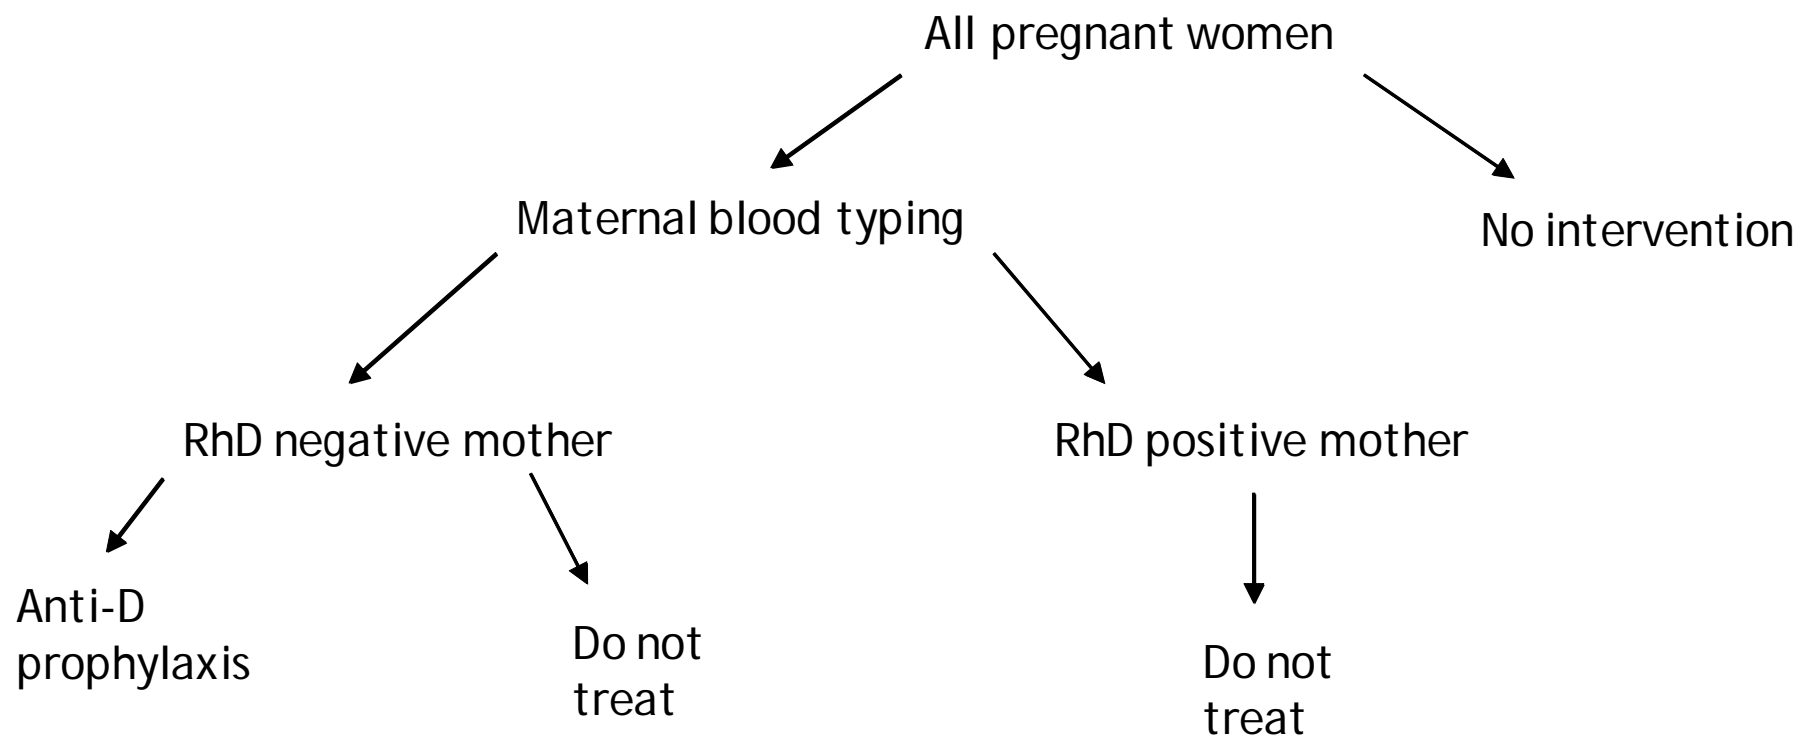 All pregnant women
Maternal blood typing
No intervention
RhD negative mother
RhD positive mother
Anti-D
prophylaxis
Do not
treat
Do not
treat